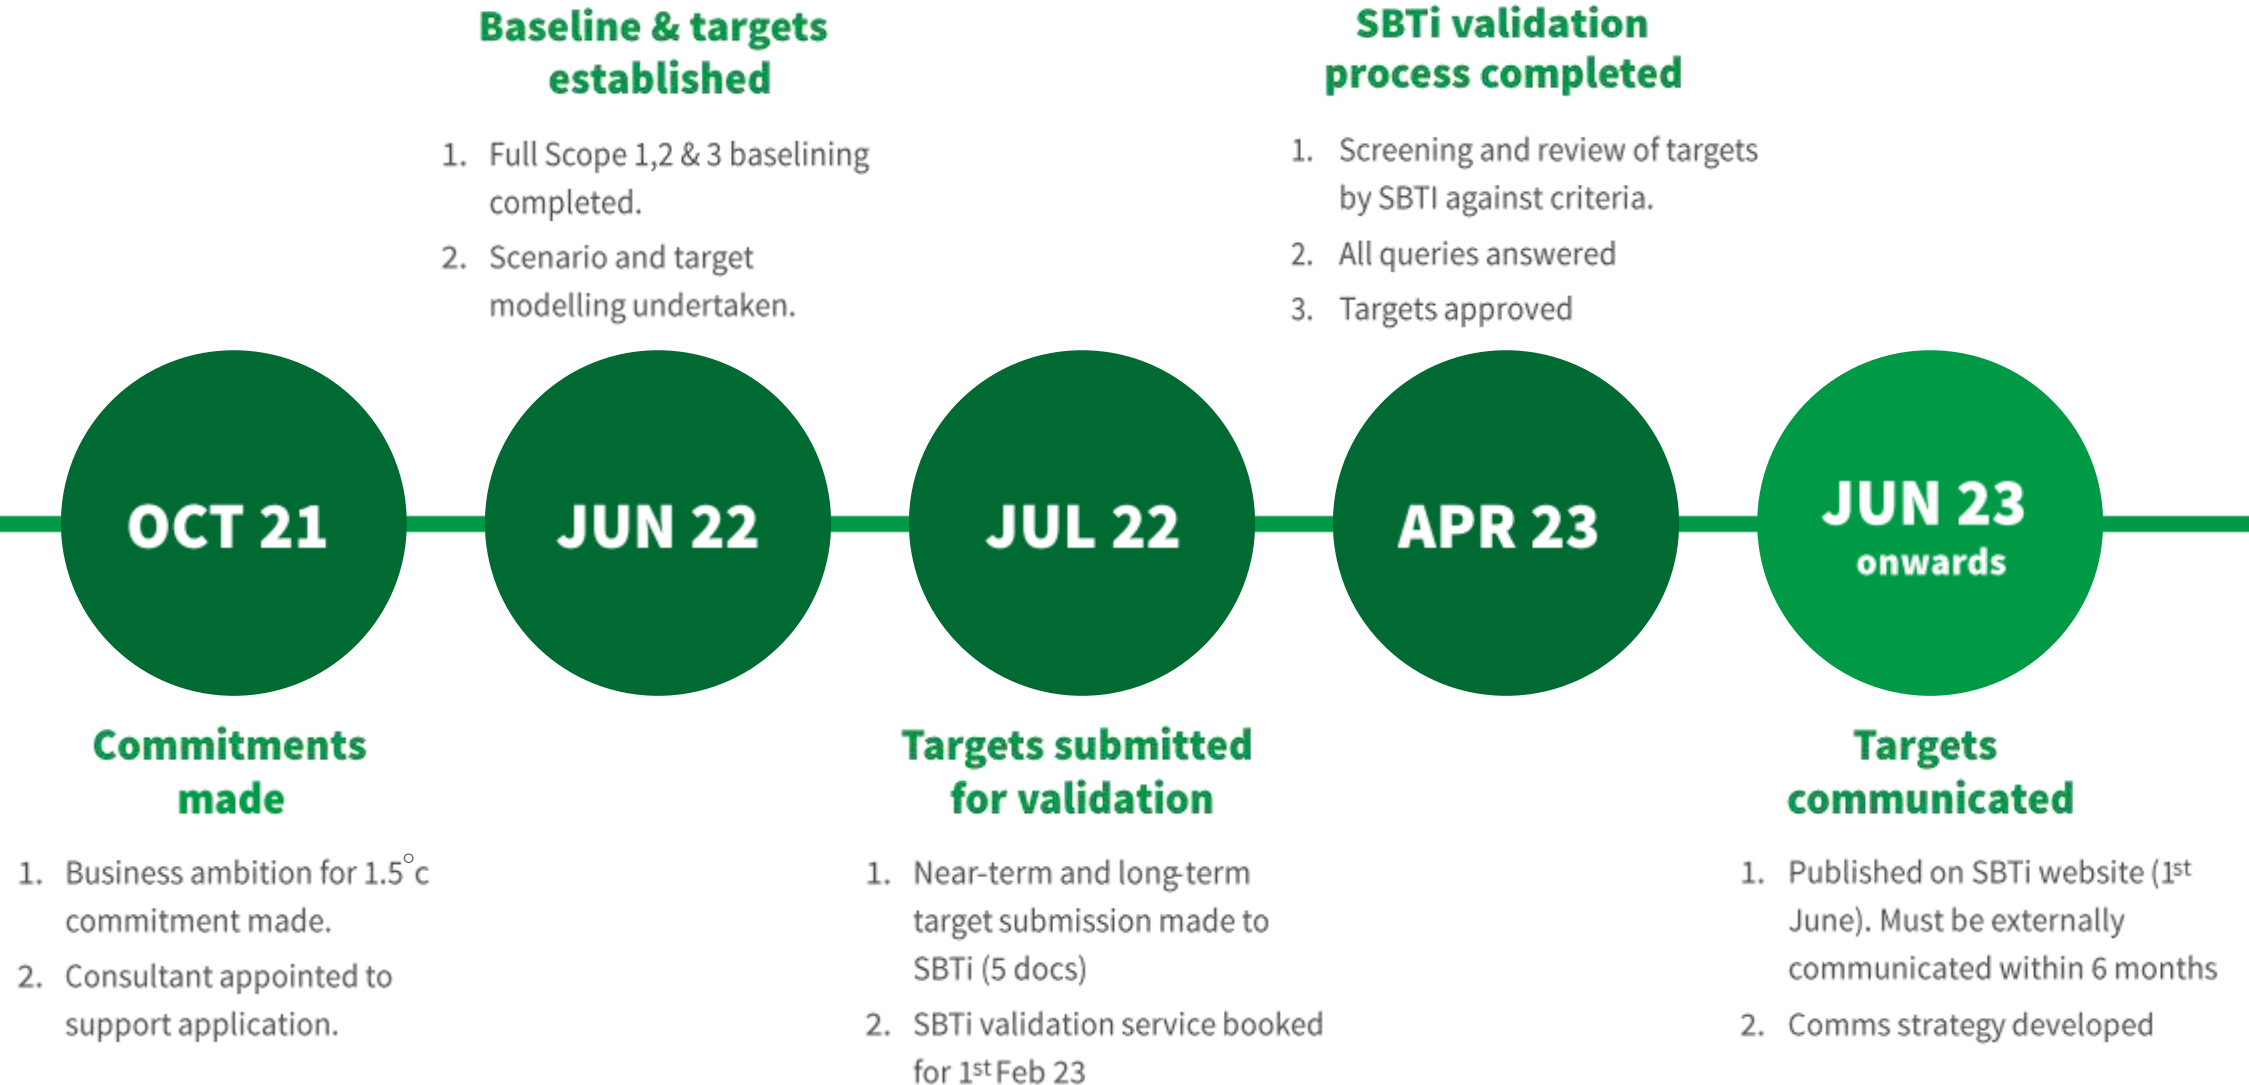 Baseline & targets
established
1. Full Scope 1,2 & 3 baselining
completed.
2. Scenario and target
modelling undertaken.
SBTi validation
process completed
1. Screening and review of targets
by SBTI against criteria.
2. All queries answered
3. Targets approved
OCT 21
JUN 22
JUL 22
APR 23
JUN 23
onwards
Commitments
made
1. Business ambition for 1.5°c
commitment made.
2. Consultant appointed to
support application.
Targets submitted
for validation
1. Near-term and long-term
target submission made to
SBTi (5 docs)
2. SBTi validation service booked
for 1st Feb 23
Targets
communicated
1. Published on SBTi website (1st
June). Must be externally
communicated within 6 months
2. Comms strategy developed